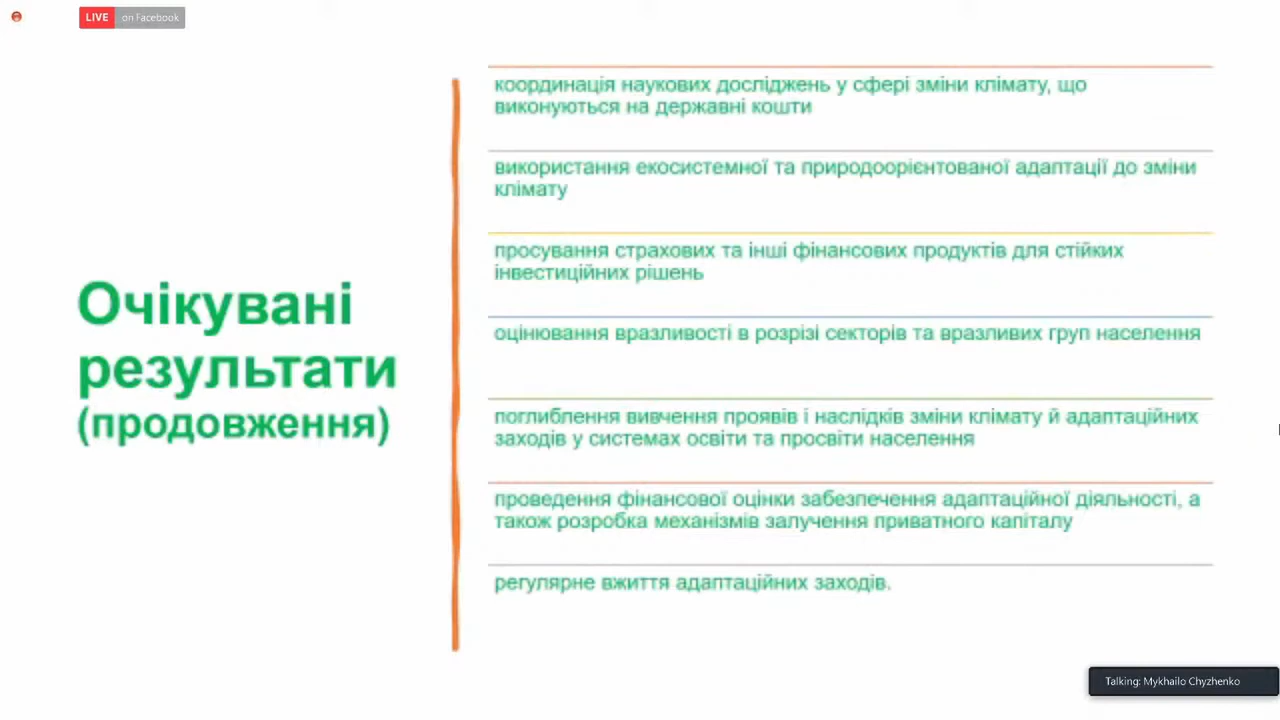 LIVE on Facebook
Очікувані
результати
(продовження)
координація наукових досліджень у сфері зміни клімату, що
виконуються на державні кошти
використання екосистемної та природоорієнтованої адаптації до зміни
клімату
просування страхових та інші фінансових продуктів для стійких
інвестиційних рішень
оцінювання вразливості в розрізі секторів та вразливих груп населення
поглиблення вивчення проявів і наслідків зміни клімату й адаптаційних
заходів у системах освіти та просвіти населення
проведення фінансової оцінки забезпечення адаптаційної діяльності, а
також розробка механізмів залучення приватного капіталу
регулярне вжиття адаптаційних заходів.
Talking: Mykhailo Chyzhenko